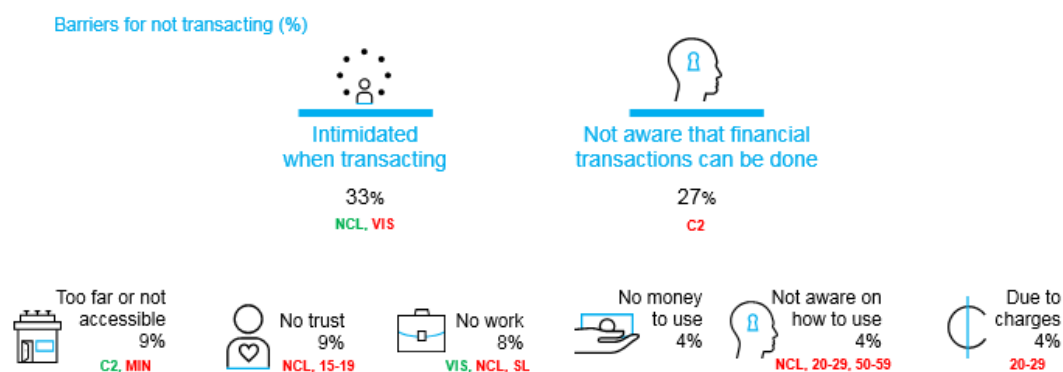 Barriers for not transacting (%)
Intimidated
when transacting
33%
NCL, VIS
Not aware that financial
transactions can be done
27%
C2
Too far or not
accessible
9%
C2, MIN
No trust
9%
NCL, 15-19
No work
8%
VIS, NCL, SL
No money
to use
4%
Not aware on
how to use
4%
NCL, 20-29, 50-59
Due to
charges
4%
20-29